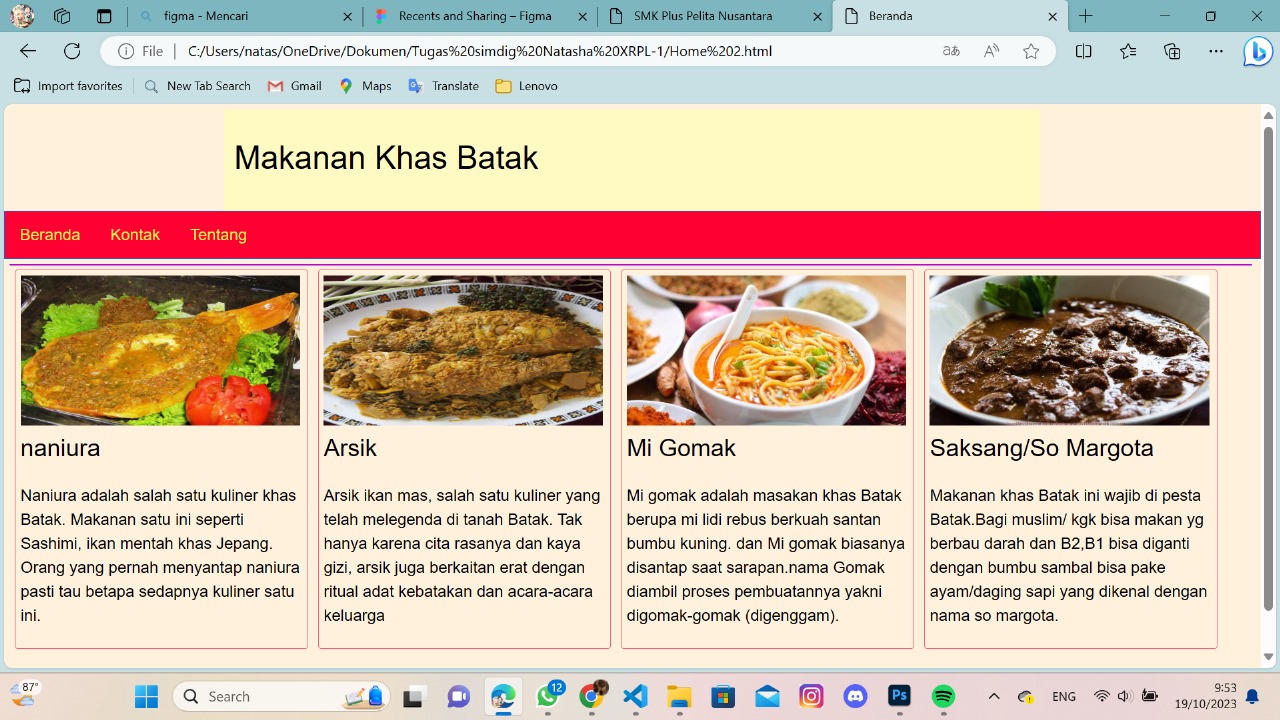 figma - Mencari
Recents and Sharing – Figma
SMK Plus Pelita Nusantara
Beranda
File
C:/Users/natas/OneDrive/Dokumen/Tugas%20simdig%20Natasha%20XRPL-1/Home%202.html
Import favorites
New Tab Search
Gmail
Maps
Translate
Lenovo
Makanan Khas Batak
Beranda
Kontak
Tentang
naniura
Naniura adalah salah satu kuliner khas
Batak. Makanan satu ini seperti
Sashimi, ikan mentah khas Jepang.
Orang yang pernah menyantap naniura
pasti tau betapa sedapnya kuliner satu
ini.
Arsik
Arsik ikan mas, salah satu kuliner yang
telah melegenda di tanah Batak. Tak
hanya karena cita rasanya dan kaya
gizi, arsik juga berkaitan erat dengan
ritual adat kebatakan dan acara-acara
keluarga
Mi Gomak
Mi gomak adalah masakan khas Batak
berupa mi lidi rebus berkuah santan
bumbu kuning. dan Mi gomak biasanya
disantap saat sarapan.nama Gomak
diambil proses pembuatannya yakni
digomak-gomak (digenggam).
Saksang/So Margota
Makanan khas Batak ini wajib di pesta
Batak.Bagi muslim/ kgk bisa makan yg
berbau darah dan B2,B1 bisa diganti
dengan bumbu sambal bisa pake
ayam/daging sapi yang dikenal dengan
nama so margota.
87°
Search
12
Ps
ENG
9:53
19/10/2023